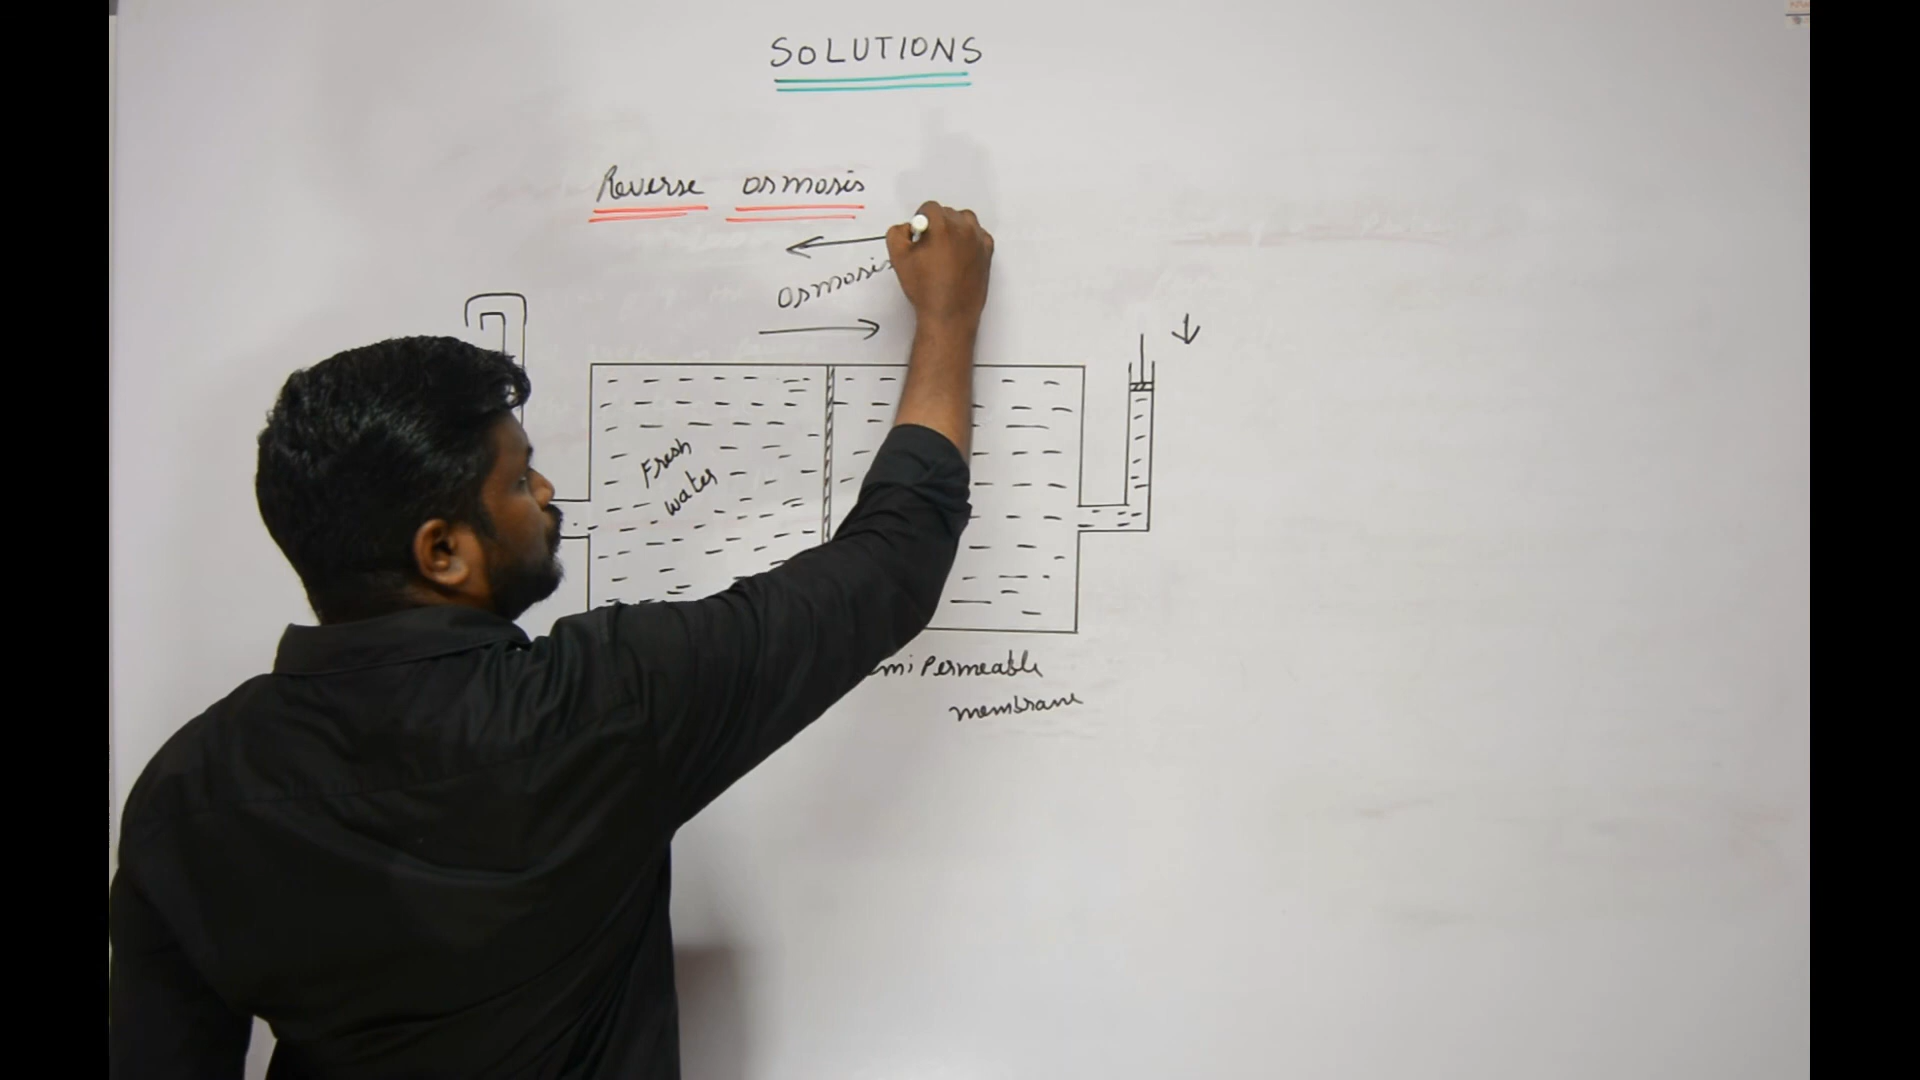 SOLUTIONS
Reverse osmosis
osmosis
Fresh
water
permeable
membrane